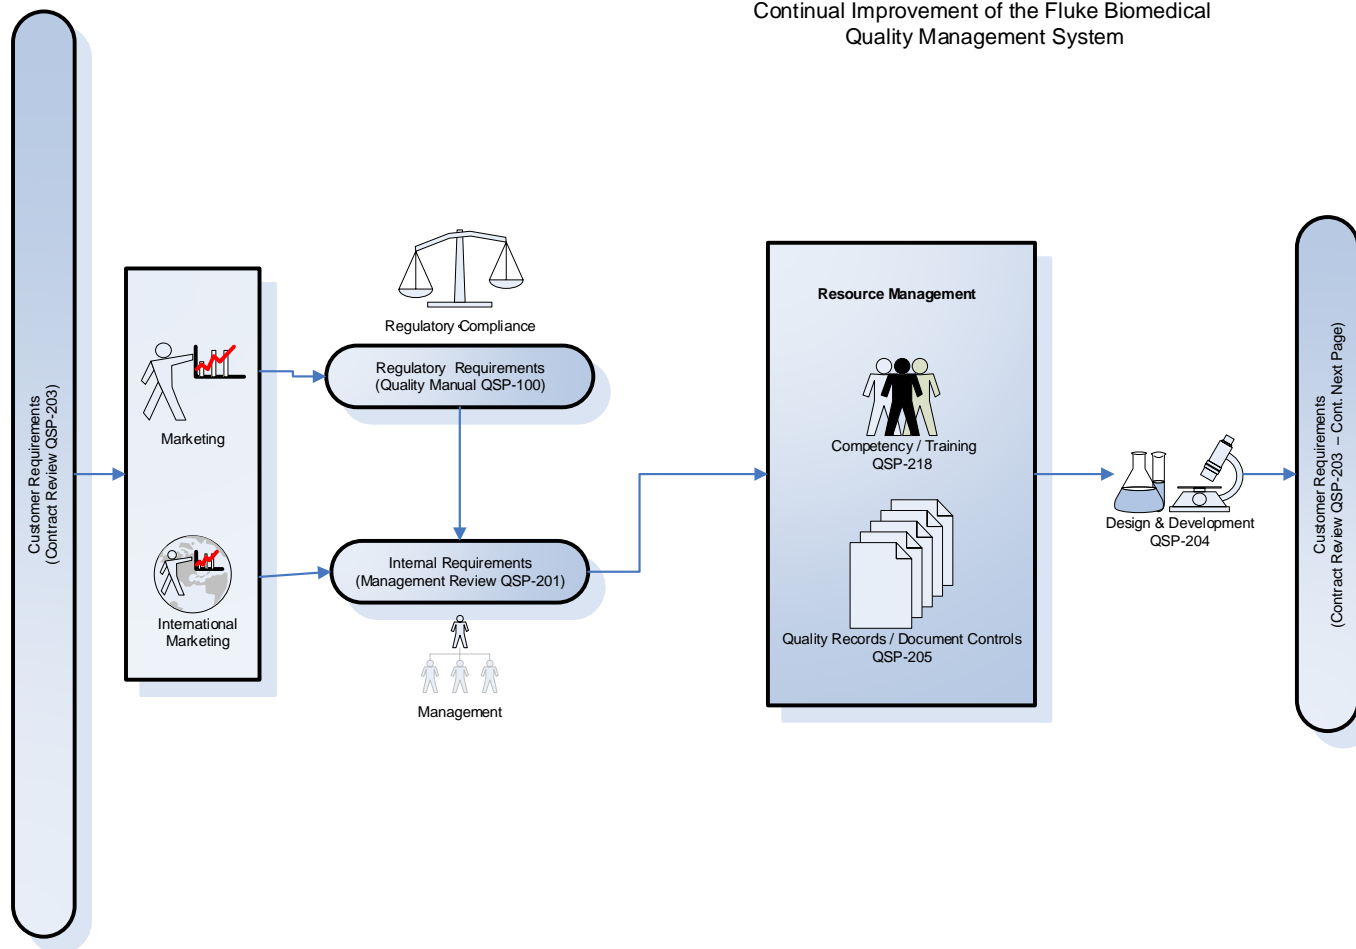 Continual Improvement of the Fluke Biomedical
Quality Management System
Customer Requirements
(Contract Review QSP-203)
Marketing
International
Marketing
Regulatory Compliance
Regulatory Requirements
(Quality Manual QSP-100)
Internal Requirements
(Management Review QSP-201)
Management
Resource Management
Competency / Training
QSP-218
Quality Records / Document Controls
QSP-205
Design & Development
QSP-204
Customer Requirements
(Contract Review QSP-203 – Cont. Next Page)